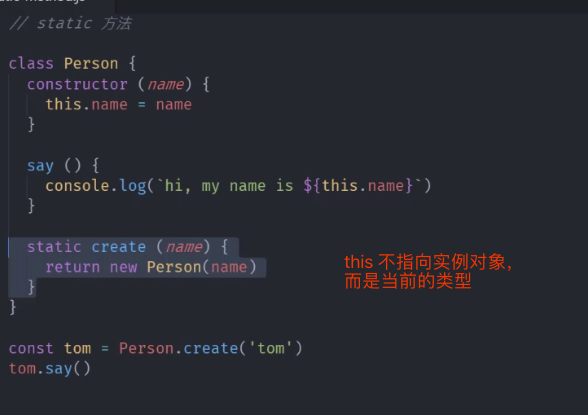 // static 方法
class Person {
constructor (name) {
this.name = name
}
say () {
console.log(`hi, my name is ${this.name}`)
}
static create (name) {
return new Person(name)
}
}
this 不指向实例对象,
而是当前的类型
const tom = Person.create('tom')
tom.say()